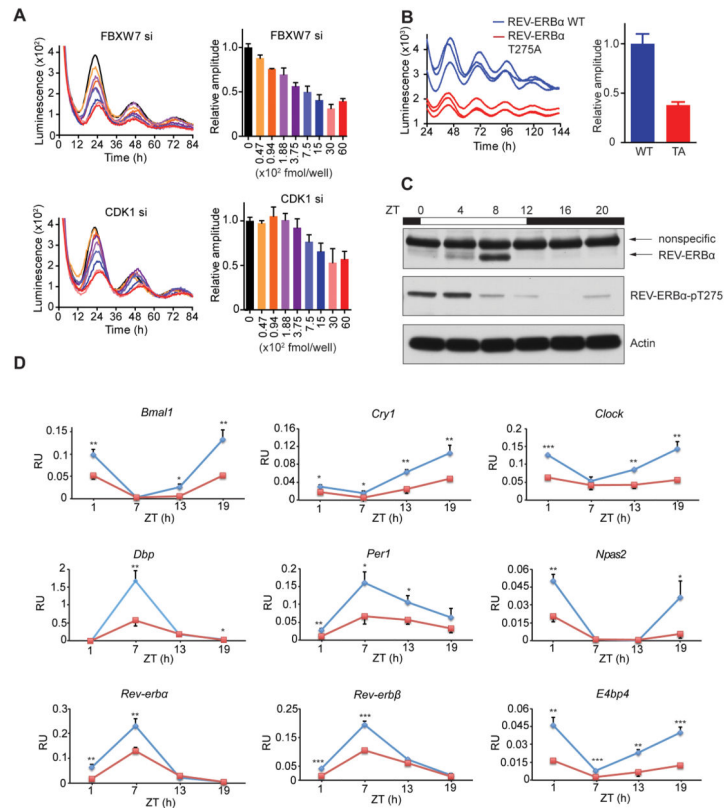 A
FBXW7 si
Luminescence (x10²)
4
3
2
1
0
0 12 24 36 48 60 72 84
Time (h)
FBXW7 si
Relative amplitude
1.0
0.5
0.0
0
0.47
0.94
1.88
3.75
7.5
15
30
60
(x10² fmol/well)
CDK1 si
Luminescence (x10²)
4
3
2
1
0
0 12 24 36 48 60 72 84
Time (h)
CDK1 si
Relative amplitude
1.0
0.5
0.0
0
0.47
0.94
1.88
3.75
7.5
15
30
60
(x10² fmol/well)
B
REV-ERBα WT
REV-ERBα
T275A
Luminescence (x10³)
4
3
2
1
0
24 48 72 96 120 144
Time (h)
Relative amplitude
1.0
0.5
0.0
WT TA
C
ZT 0 4 8 12 16 20
nonspecific
REV-ERBα
REV-ERBα-pT275
Actin
D
Bmal1
RU
0.15
0.1
0.05
0
** * **
1 7 13 19
ZT (h)
Cry1
RU
0.16
0.12
0.08
0.04
0
* * ** **
1 7 13 19
ZT (h)
Clock
RU
0.2
0.15
0.1
0.05
0
*** ** **
1 7 13 19
ZT (h)
Dbp
RU
2
1.5
1
0.5
0
** *
1 7 13 19
ZT (h)
Per1
RU
0.2
0.15
0.1
0.05
0
** * *
1 7 13 19
ZT (h)
Npas2
RU
0.06
0.045
0.03
0.015
0
** *
1 7 13 19
ZT (h)
Rev-erbα
RU
0.3
0.2
0.1
0
** **
1 7 13 19
ZT (h)
Rev-erbβ
RU
0.2
0.15
0.1
0.05
0
*** ***
1 7 13 19
ZT (h)
E4bp4
RU
0.06
0.045
0.03
0.015
0
** *** ** ***
1 7 13 19
ZT (h)